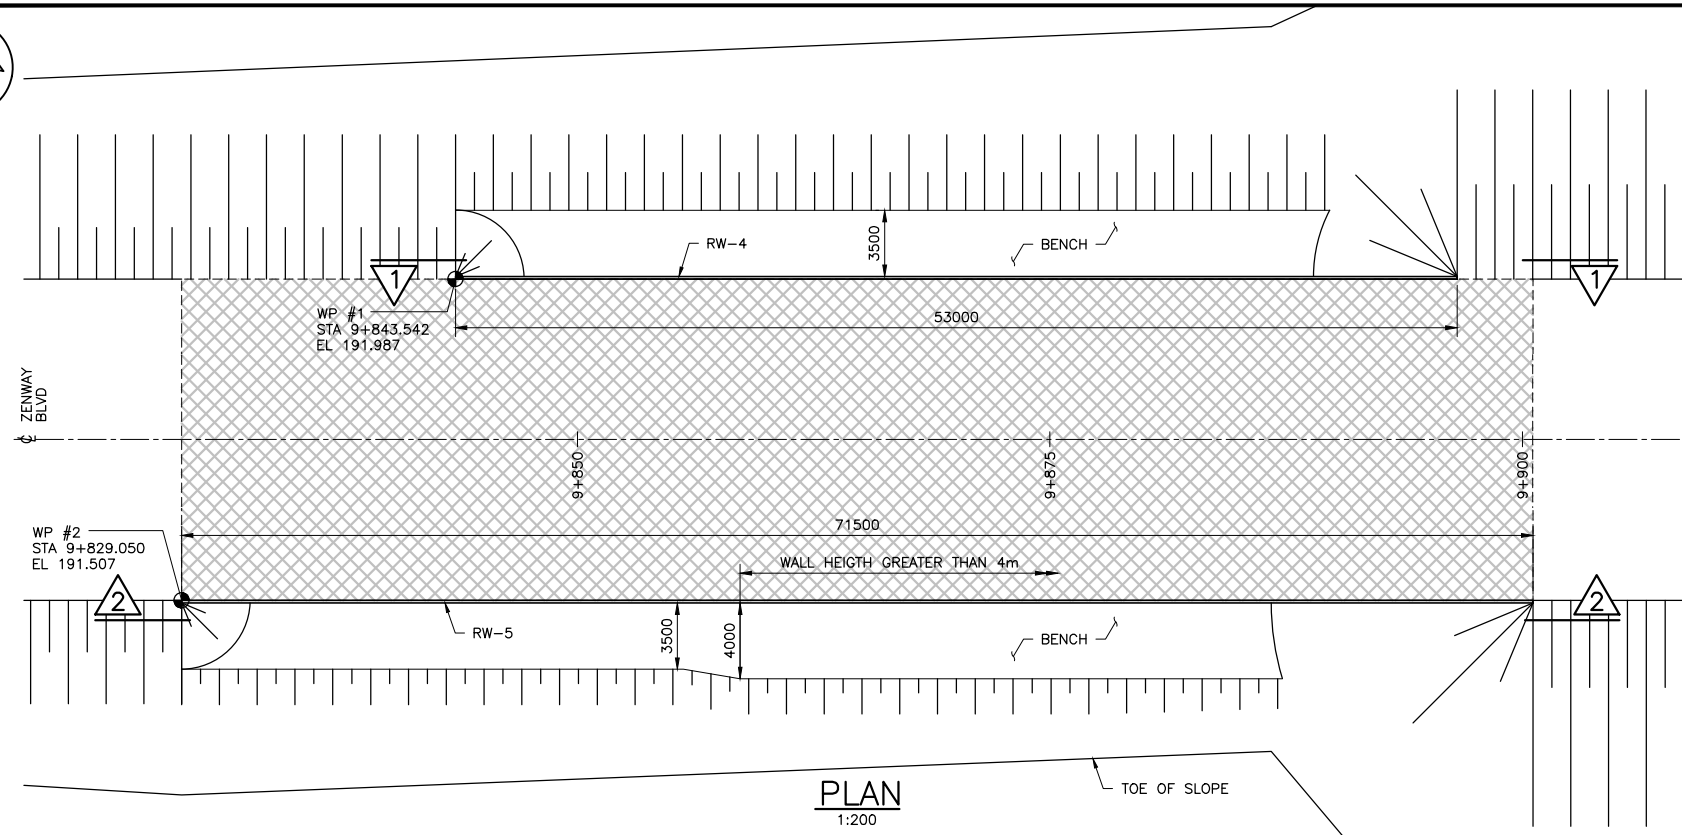 RW-4
3500
BENCH
1
1
WP #1
STA 9+843.542
EL 191.987
53000
℄ ZENWAY
BLVD
9+850
9+875
9+900
WP #2
STA 9+829.050
EL 191.507
71500
WALL HEIGTH GREATER THAN 4m
2
2
RW-5
3500
4000
BENCH
TOE OF SLOPE
PLAN
1:200